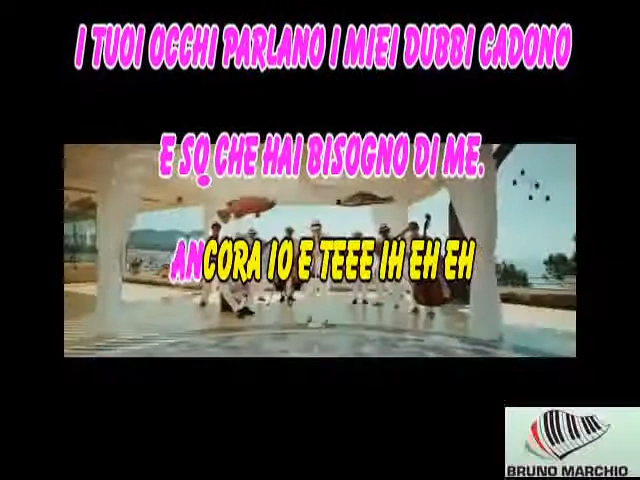 I TUOI OCCHI PARLANO I MIEI DUBBI CADONO
E SO CHE HAI BISOGNO DI ME.
ANCORA IO E TEEE IH EH EH
BRUNO MARCHIO